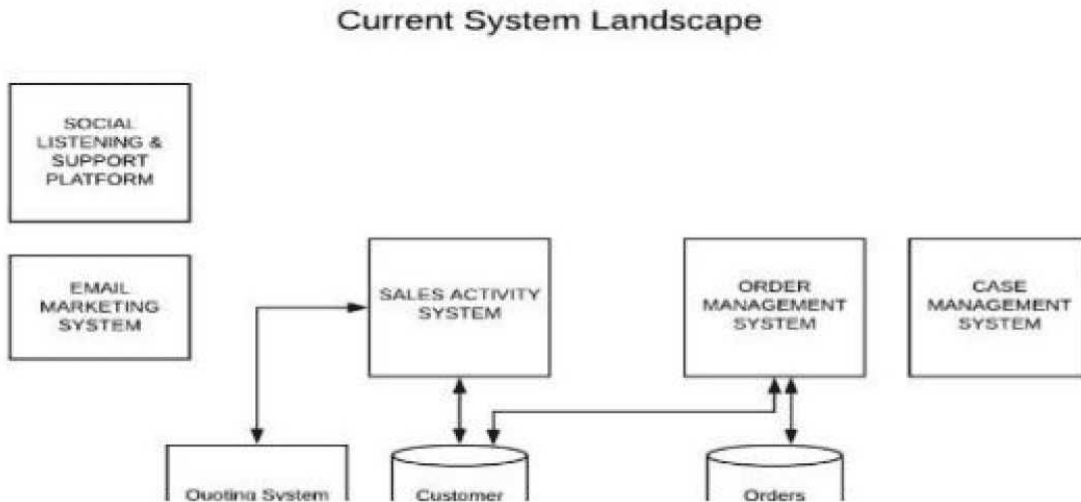 Current System Landscape
SOCIAL
LISTENING &
SUPPORT
PLATFORM
EMAIL
MARKETING
SYSTEM
SALES ACTIVITY
SYSTEM
ORDER
MANAGEMENT
SYSTEM
CASE
MANAGEMENT
SYSTEM
Quoting System
Customer
Orders